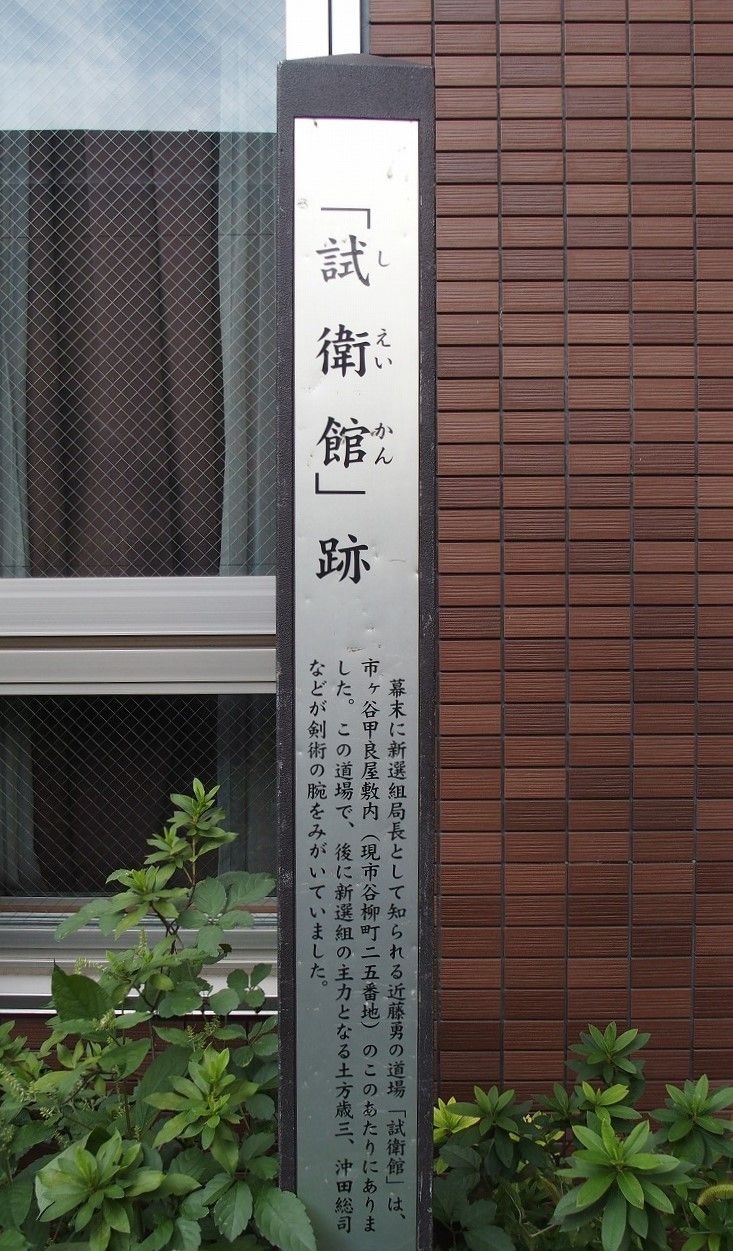 「試衛館」跡
し えい かん
幕末に新選組局長として知られる近藤勇の道場「試衛館」は、
市ヶ谷甲良屋敷内（現市谷柳町二五番地）のこのあたりにありま
した。この道場で、後に新選組の主力となる土方歳三、沖田総司
などが剣術の腕をみがいていました。